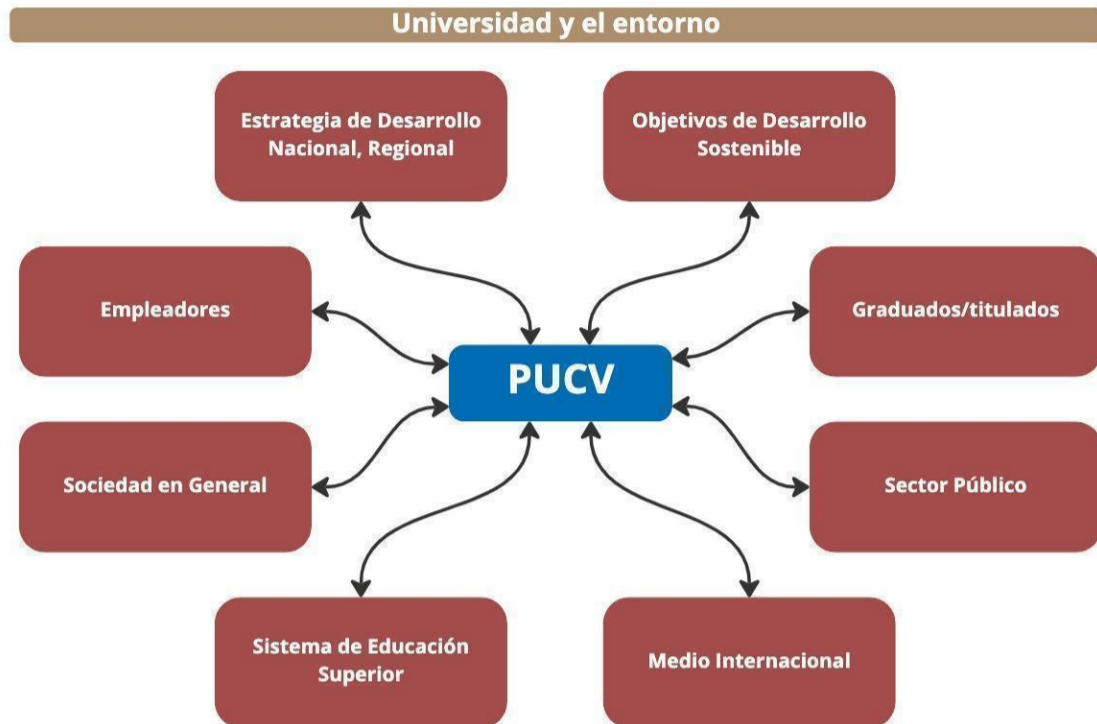 Universidad y el entorno
Estrategia de Desarrollo
Nacional, Regional
Objetivos de Desarrollo
Sostenible
Empleadores
Graduados/titulados
PUCV
Sociedad en General
Sector Público
Sistema de Educación
Superior
Medio Internacional